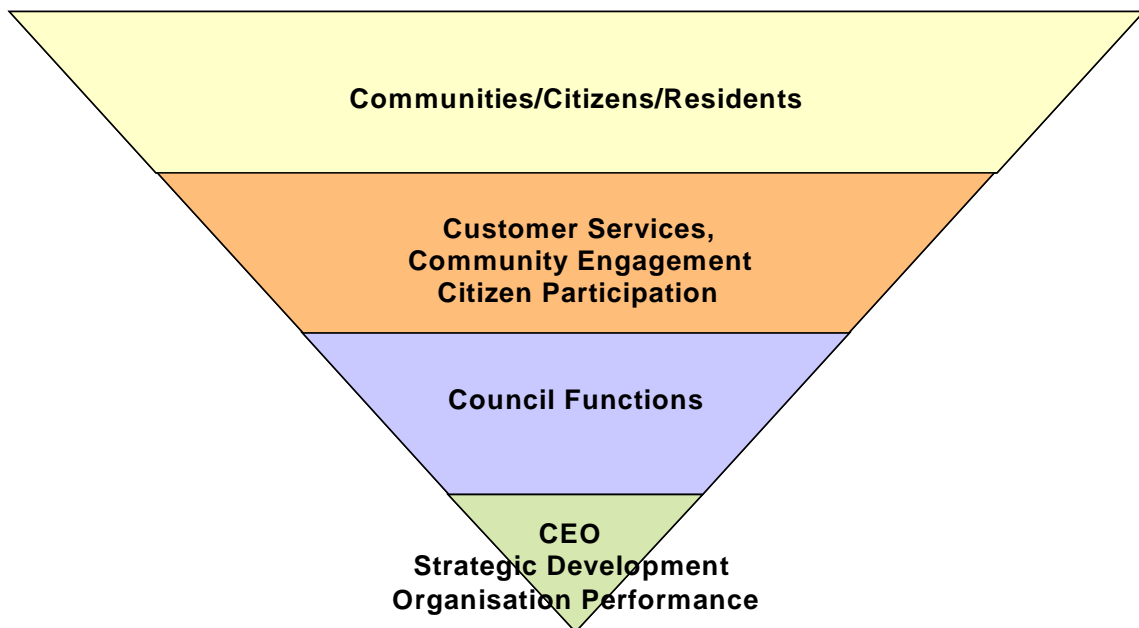 Communities/Citizens/Residents
Customer Services,
Community Engagement
Citizen Participation
Council Functions
CEO
Strategic Development
Organisation Performance